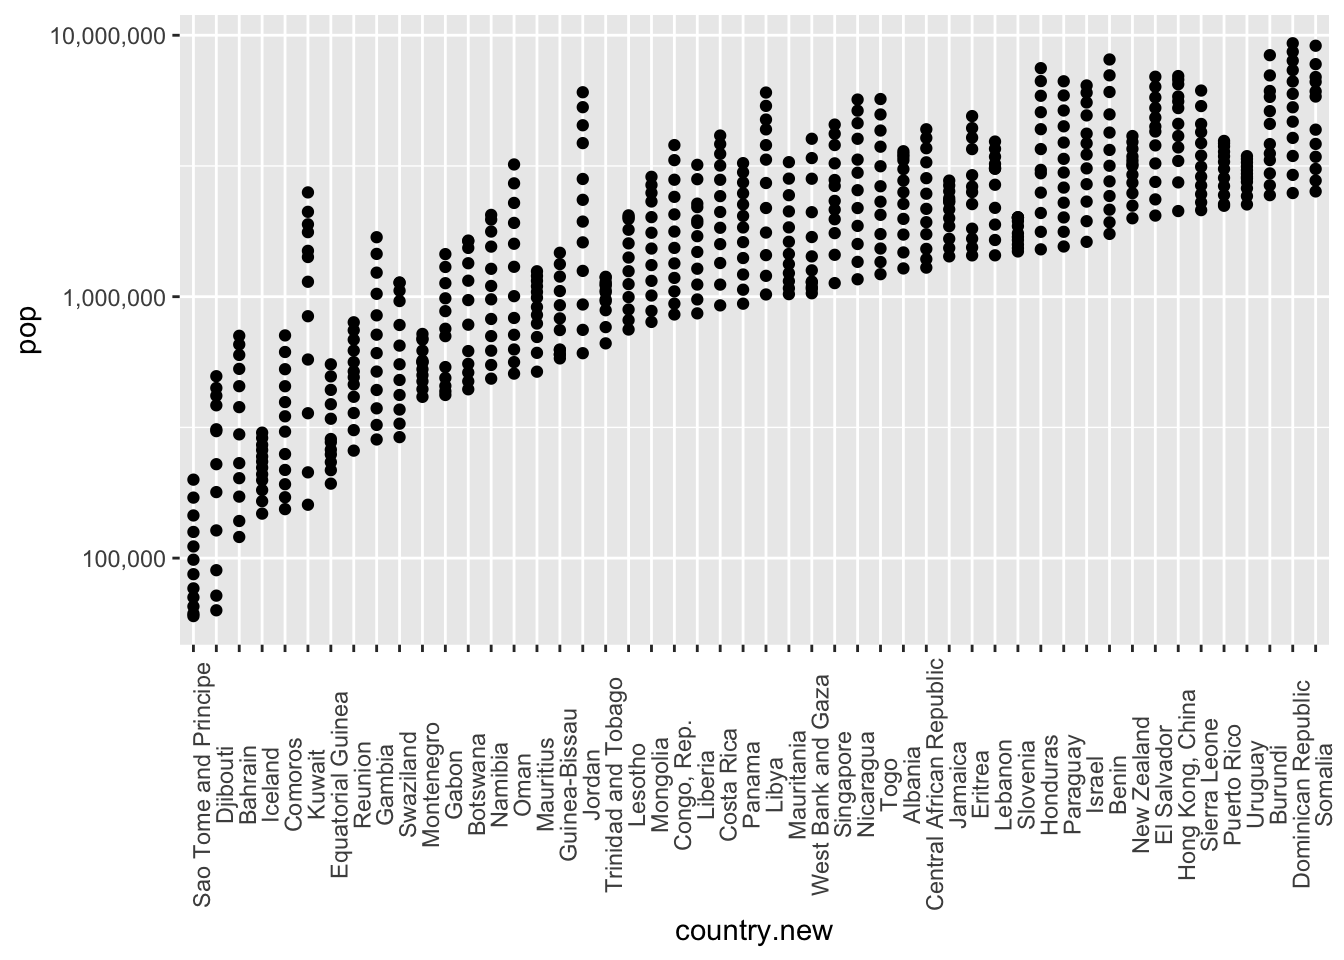 10,000,000
1,000,000
100,000
pop
Sao Tome and Principe
Djibouti
Bahrain
Iceland
Comoros
Kuwait
Equatorial Guinea
Reunion
Gambia
Swaziland
Montenegro
Gabon
Botswana
Namibia
Oman
Mauritius
Guinea-Bissau
Jordan
Trinidad and Tobago
Lesotho
Mongolia
Congo, Rep.
Liberia
Costa Rica
Panama
Libya
Mauritania
West Bank and Gaza
Singapore
Nicaragua
Togo
Albania
Central African Republic
Jamaica
Eritrea
Lebanon
Slovenia
Honduras
Paraguay
Israel
Benin
New Zealand
El Salvador
Hong Kong, China
Sierra Leone
Puerto Rico
Uruguay
Burundi
Dominican Republic
Somalia
country.new